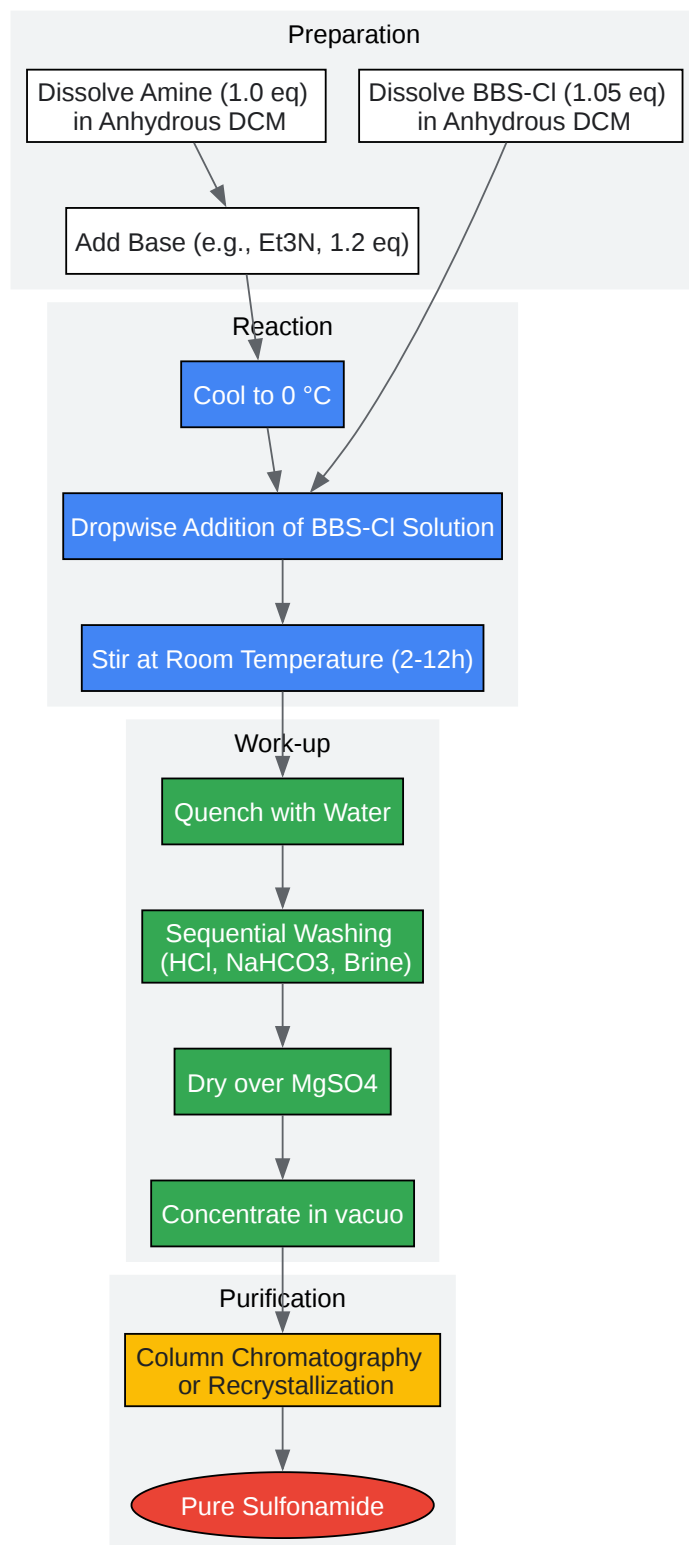 Preparation
Dissolve Amine (1.0 eq)
in Anhydrous DCM
Dissolve BBS-Cl (1.05 eq)
in Anhydrous DCM
Add Base (e.g., Et3N, 1.2 eq)
Reaction
Cool to 0 °C
Dropwise Addition of BBS-Cl Solution
Stir at Room Temperature (2-12h)
Work-up
Quench with Water
Sequential Washing
(HCl, NaHCO3, Brine)
Dry over MgSO4
Concentrate in vacuo
Purification
Column Chromatography
or Recrystallization
Pure Sulfonamide